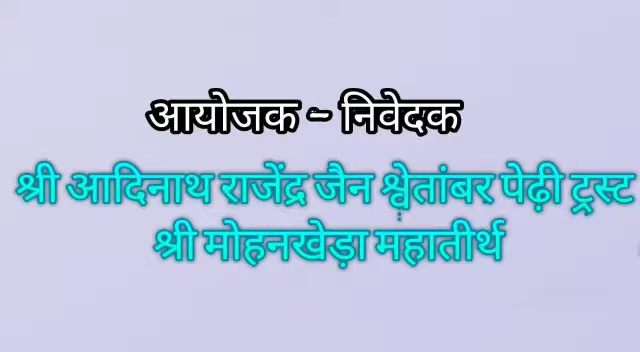 आयोजक - निवेदक
श्री आदिनाथ राजेंद्र जैन श्वेतांबर पेढ़ी ट्रस्ट
श्री मोहनखेड़ा महातीर्थ